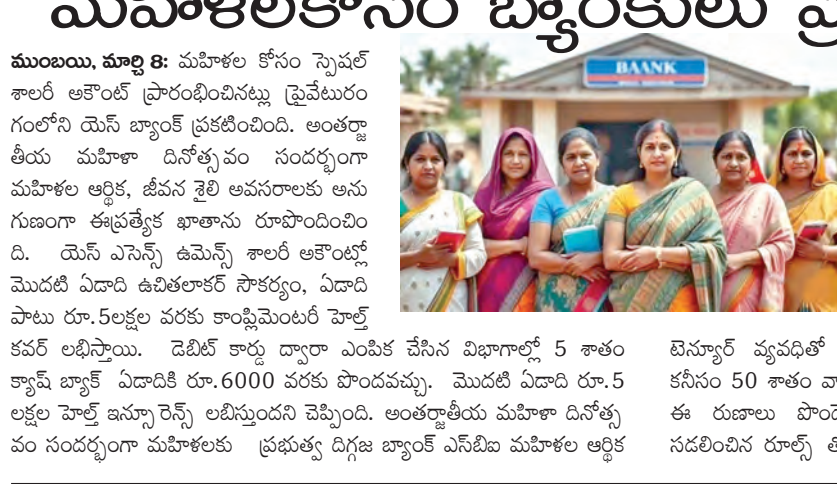 మహిళలకోసం బ్యాంకులు
ముంబయి, మార్చి 8: మహిళల కోసం స్పెషల్
శాలరీ అకౌంట్ ప్రారంభించినట్లు ప్రైవేటురం
గంలోని యెస్ బ్యాంక్ ప్రకటించింది. అంతర్జా
తీయ మహిళా దినోత్సవం సందర్భంగా
మహిళల ఆర్థిక, జీవన శైలి అవసరాలకు అను
గుణంగా ఈప్రత్యేక ఖాతాను రూపొందించిం
ది. యెస్ ఎసెన్స్ ఉమెన్స్ శాలరీ అకౌంట్లో
మొదటి ఏడాది ఉచితలాకర్ సౌకర్యం, ఏడాది
పాటు రూ.5లక్షల వరకు కాంప్లిమెంటరీ హెల్త్
కవర్ లభిస్తాయి. డెబిట్ కార్డు ద్వారా ఎంపిక చేసిన విభాగాల్లో 5 శాతం
క్యాష్ బ్యాక్ ఏడాదికి రూ.6000 వరకు పొందవచ్చు. మొదటి ఏడాది రూ.5
లక్షల హెల్త్ ఇన్సూరెన్స్ లబిస్తుందని చెప్పింది. అంతర్జాతీయ మహిళా దినోత్స
వం సందర్భంగా మహిళలకు ప్రభుత్వ దిగ్గజ బ్యాంక్ ఎస్‌బిఐ మహిళల ఆర్థిక
BAANK
టెన్యూర్ వ్యవధితో
కనీసం 50 శాతం
ఈ రుణాలు
సడలించిన రూల్స్